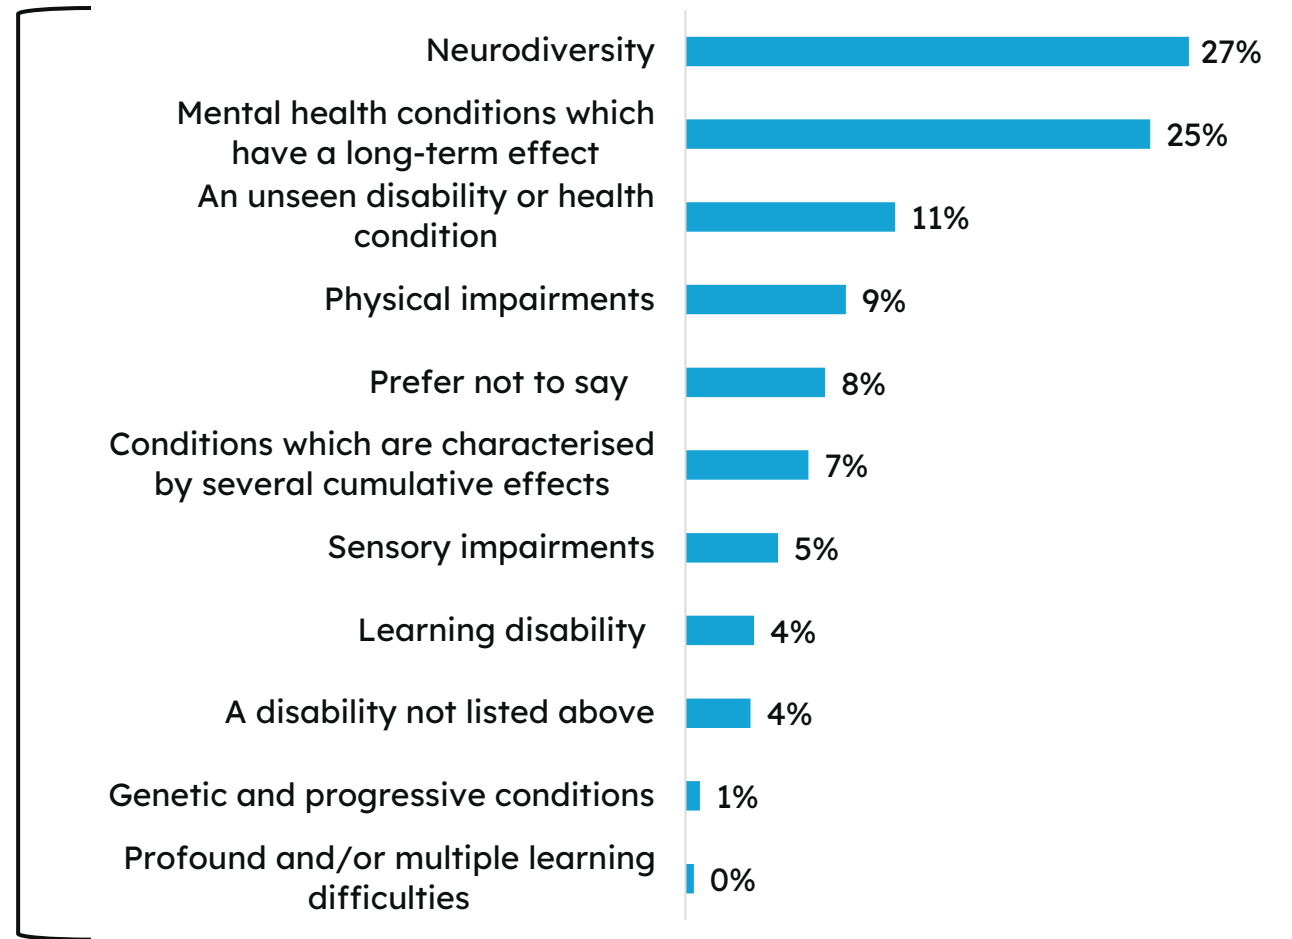 Neurodiversity 27%
Mental health conditions which
have a long-term effect 25%
An unseen disability or health
condition 11%
Physical impairments 9%
Prefer not to say 8%
Conditions which are characterised
by several cumulative effects 7%
Sensory impairments 5%
Learning disability 4%
A disability not listed above 4%
Genetic and progressive conditions 1%
Profound and/or multiple learning
difficulties 0%